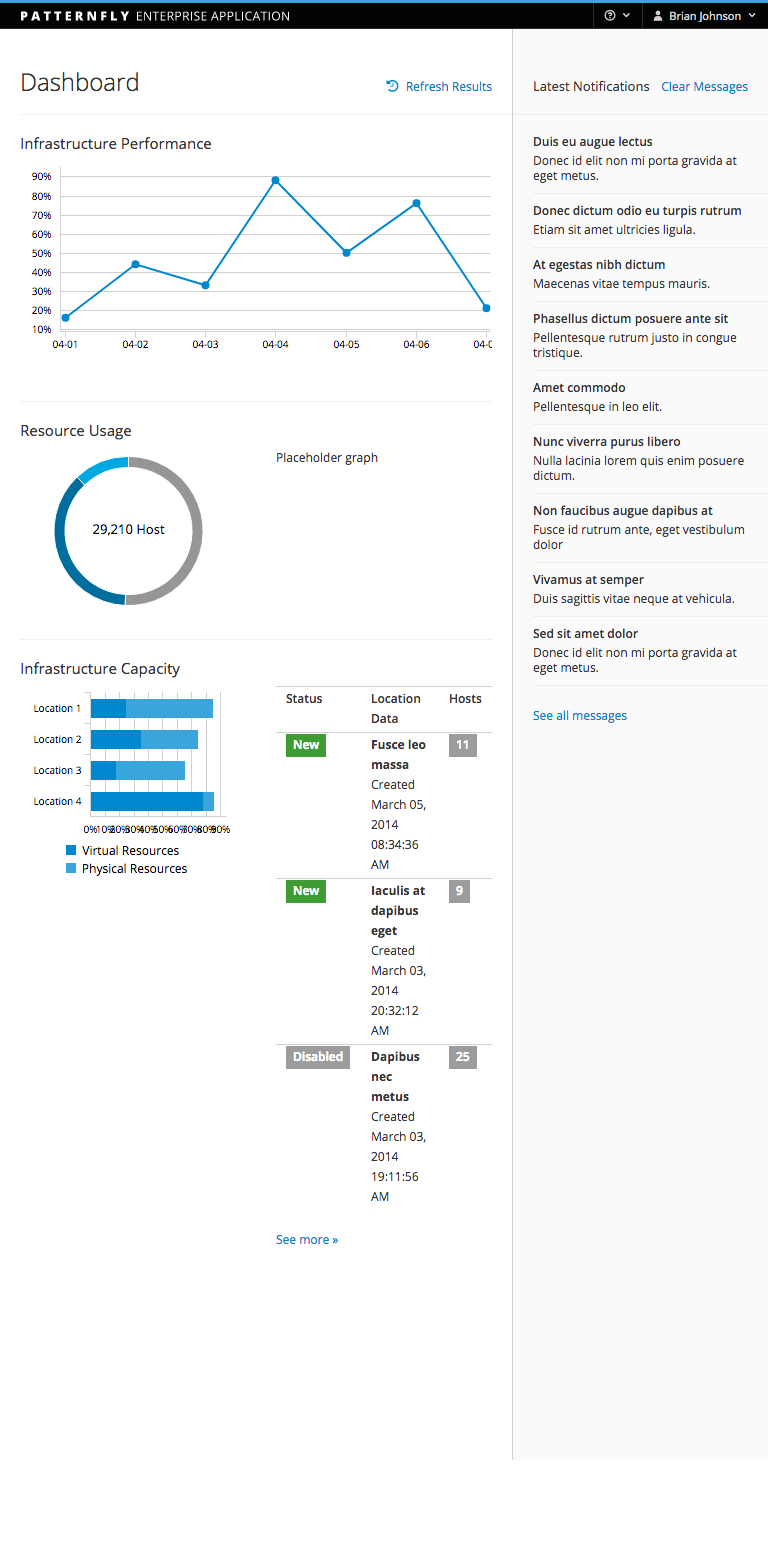 PATTERNFLY ENTERPRISE APPLICATION
Brian Johnson
Dashboard
Refresh Results
Infrastructure Performance
90%
80%
70%
60%
50%
40%
30%
20%
10%
04-01 04-02 04-03 04-04 04-05 04-06 04-0
Resource Usage
29,210 Host
Placeholder graph
Infrastructure Capacity
Location 1
Location 2
Location 3
Location 4
0% 10% 20% 30% 40% 50% 60% 70% 80% 90%
Virtual Resources
Physical Resources
Status Location Hosts
Data
New Fusce leo 11
massa
Created
March 05,
2014
08:34:36
AM
New Iaculis at 9
dapibus
eget
Created
March 03,
2014
20:32:12
AM
Disabled Dapibus 25
nec
metus
Created
March 03,
2014
19:11:56
AM
See more »
Latest Notifications Clear Messages
Duis eu augue lectus
Donec id elit non mi porta gravida at
eget metus.
Donec dictum odio eu turpis rutrum
Etiam sit amet ultricies ligula.
At egestas nibh dictum
Maecenas vitae tempus mauris.
Phasellus dictum posuere ante sit
Pellentesque rutrum justo in congue
tristique.
Amet commodo
Pellentesque in leo elit.
Nunc viverra purus libero
Nulla lacinia lorem quis enim posuere
dictum.
Non faucibus augue dapibus at
Fusce id rutrum ante, eget vestibulum
dolor
Vivamus at semper
Duis sagittis vitae neque at vehicula.
Sed sit amet dolor
Donec id elit non mi porta gravida at
eget metus.
See all messages